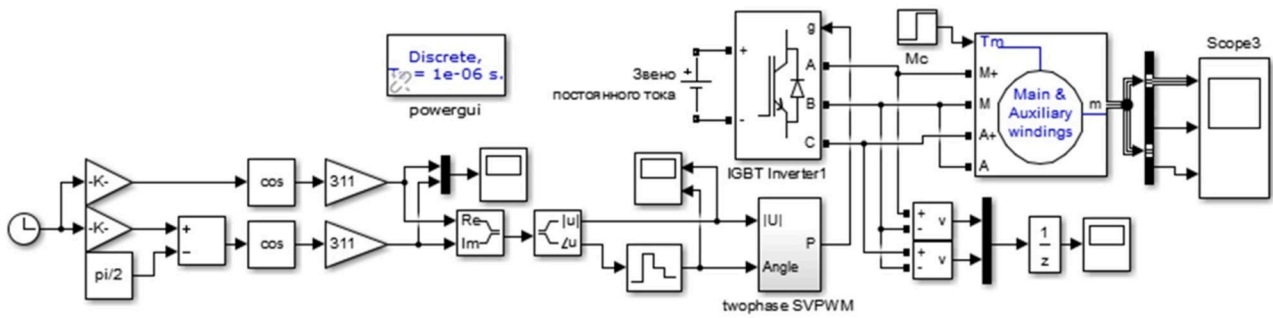 Discrete,
= 1e-06 s.
powergui
Звено
постоянного тока
+
-
g
A
B
C
IGBT Inverter1
Mc
Tm
M+
M
A+
A
Main &
Auxiliary
windings
m
Scope3
-K-
-K-
pi/2
+
-
cos
cos
311
311
Re
Im
|u|
∠u
|U|
Angle
P
twophase SVPWM
+
-
v
+
-
v
1
z